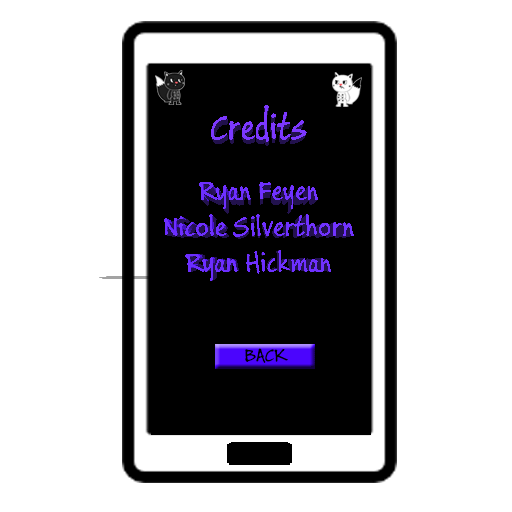 Credits
Ryan Feyen
Nicole Silverthorn
Ryan Hickman
BACK